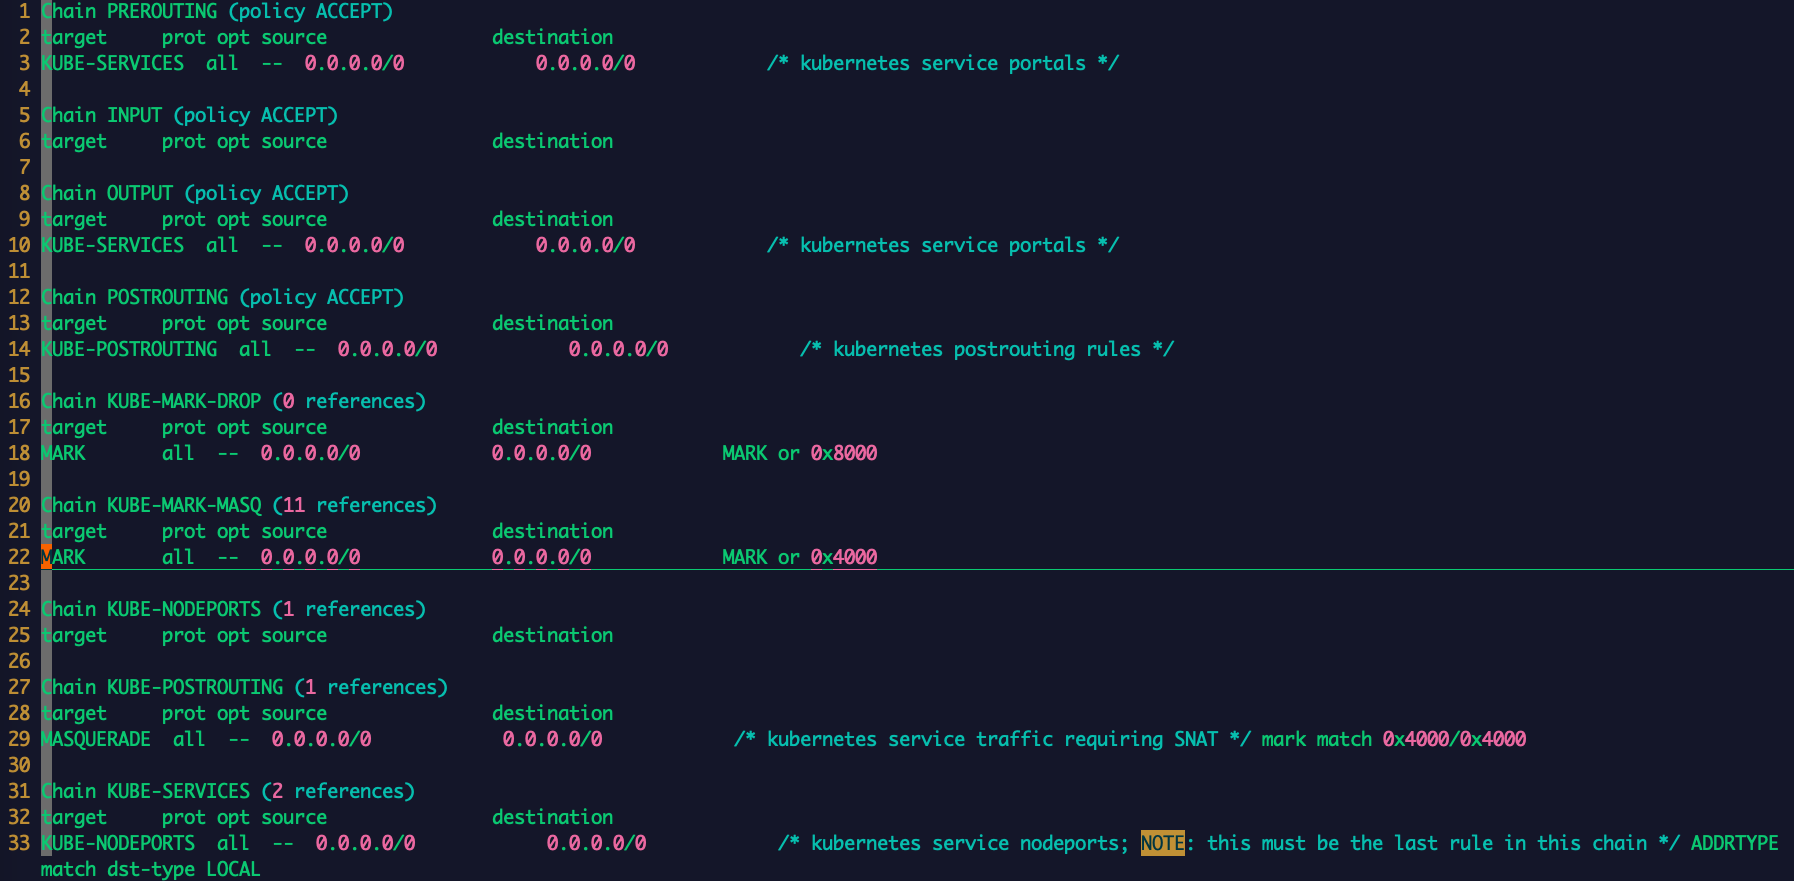 1 Chain PREROUTING (policy ACCEPT)
2 target     prot opt source               destination
3 KUBE-SERVICES  all  --  0.0.0.0/0            0.0.0.0/0            /* kubernetes service portals */
4
5 Chain INPUT (policy ACCEPT)
6 target     prot opt source               destination
7
8 Chain OUTPUT (policy ACCEPT)
9 target     prot opt source               destination
10 KUBE-SERVICES  all  --  0.0.0.0/0            0.0.0.0/0            /* kubernetes service portals */
11
12 Chain POSTROUTING (policy ACCEPT)
13 target     prot opt source               destination
14 KUBE-POSTROUTING  all  --  0.0.0.0/0            0.0.0.0/0            /* kubernetes postrouting rules */
15
16 Chain KUBE-MARK-DROP (0 references)
17 target     prot opt source               destination
18 MARK       all  --  0.0.0.0/0            0.0.0.0/0            MARK or 0x8000
19
20 Chain KUBE-MARK-MASQ (11 references)
21 target     prot opt source               destination
22 MARK       all  --  0.0.0.0/0            0.0.0.0/0            MARK or 0x4000
23
24 Chain KUBE-NODEPORTS (1 references)
25 target     prot opt source               destination
26
27 Chain KUBE-POSTROUTING (1 references)
28 target     prot opt source               destination
29 MASQUERADE  all  --  0.0.0.0/0            0.0.0.0/0            /* kubernetes service traffic requiring SNAT */ mark match 0x4000/0x4000
30
31 Chain KUBE-SERVICES (2 references)
32 target     prot opt source               destination
33 KUBE-NODEPORTS  all  --  0.0.0.0/0            0.0.0.0/0            /* kubernetes service nodeports; NOTE: this must be the last rule in this chain */ ADDRTYPE
match dst-type LOCAL